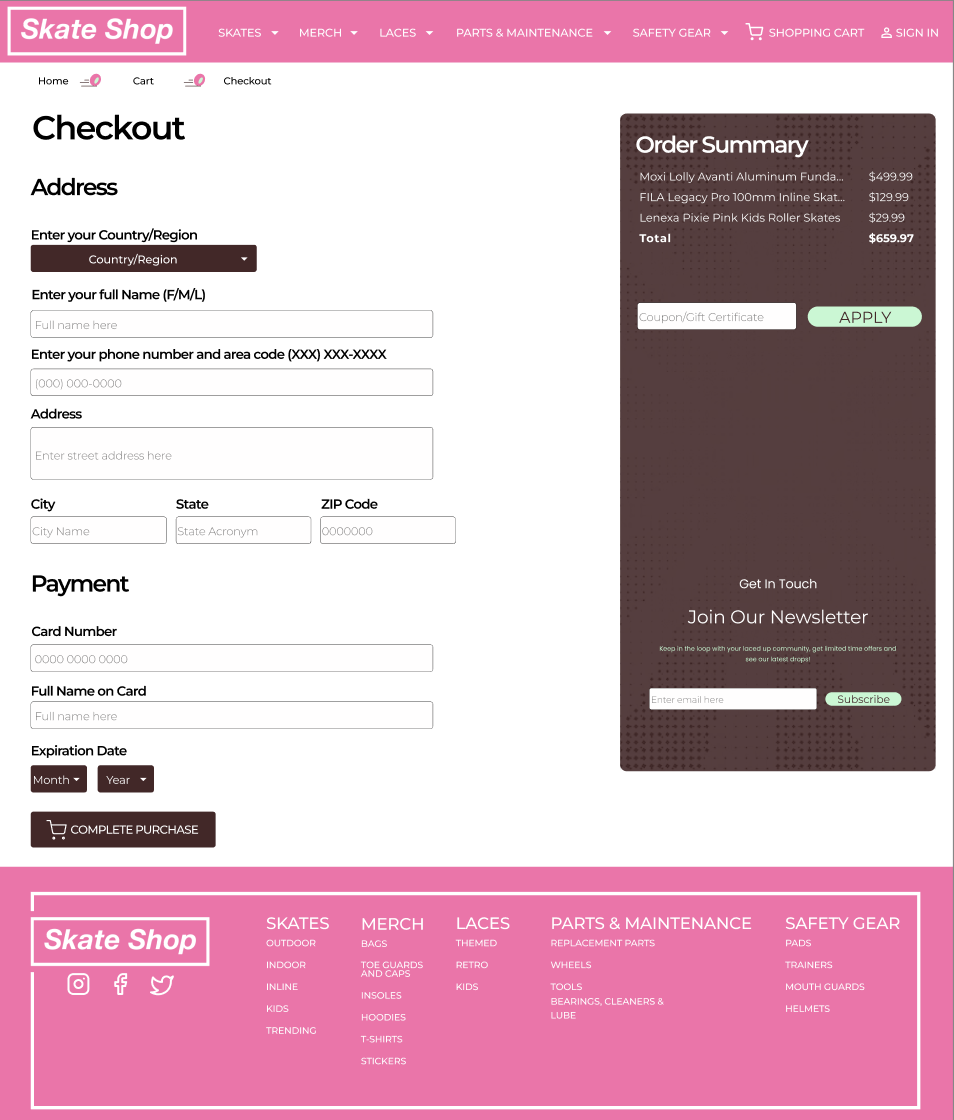 Skate Shop
SKATES
MERCH
LACES
PARTS & MAINTENANCE
SAFETY GEAR
SHOPPING CART
SIGN IN
Home
Cart
Checkout
Checkout
Address
Enter your Country/Region
Country/Region
Enter your full Name (F/M/L)
Full name here
Enter your phone number and area code (XXX) XXX-XXXX
(000) 000-0000
Address
Enter street address here
City
State
ZIP Code
City Name
State Acronym
0000000
Payment
Card Number
0000 0000 0000
Full Name on Card
Full name here
Expiration Date
Month
Year
COMPLETE PURCHASE
Order Summary
Moxi Lolly Avanti Aluminum Funda... $499.99
FILA Legacy Pro 100mm Inline Skat... $129.99
Lenexa Pixie Pink Kids Roller Skates $29.99
Total $659.97
Coupon/Gift Certificate
APPLY
Get In Touch
Join Our Newsletter
Keep in the loop with your laced up community, get limited time offers and
see our latest drops!
Enter email here
Subscribe
Skate Shop
SKATES
OUTDOOR
INDOOR
INLINE
KIDS
TRENDING
MERCH
BAGS
TOE GUARDS
AND CAPS
INSOLES
HOODIES
T-SHIRTS
STICKERS
LACES
THEMED
RETRO
KIDS
PARTS & MAINTENANCE
REPLACEMENT PARTS
WHEELS
TOOLS
BEARINGS, CLEANERS &
LUBE
SAFETY GEAR
PADS
TRAINERS
MOUTH GUARDS
HELMETS